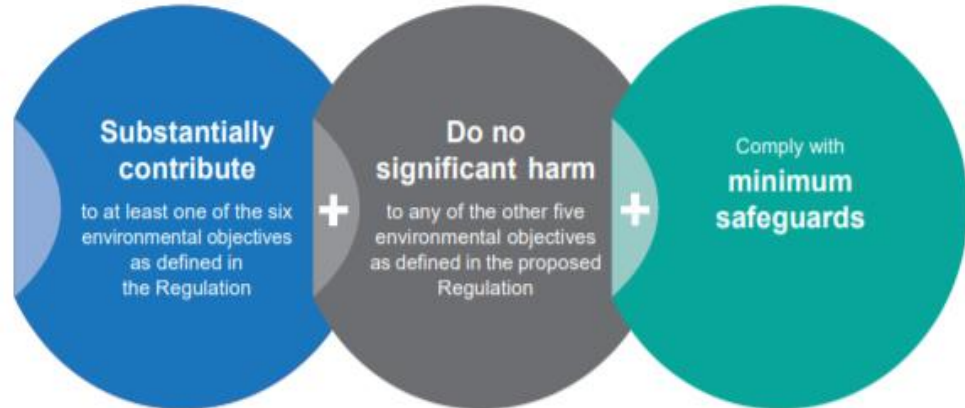 Substantially
contribute
to at least one of the six
environmental objectives
as defined in
the Regulation
+
Do no
significant harm
to any of the other five
environmental objectives
as defined in the proposed
Regulation
+
Comply with
minimum
safeguards